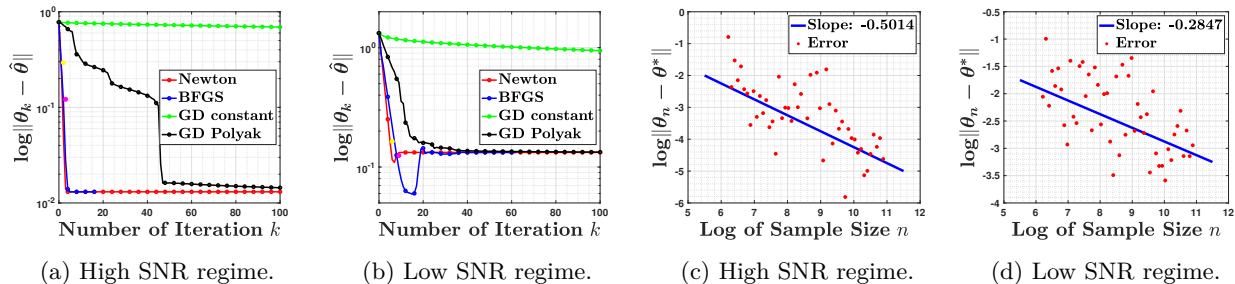 10^0
10^-1
10^-2
log||θ_k − θ̂||
Newton
BFGS
GD constant
GD Polyak
0 20 40 60 80 100
Number of Iteration k
(a) High SNR regime.
10^0
10^-1
log||θ_k − θ̂||
Newton
BFGS
GD constant
GD Polyak
0 20 40 60 80 100
Number of Iteration k
(b) Low SNR regime.
0
-1
-2
-3
-4
-5
-6
log||θ_n − θ*||
Slope: -0.5014
Error
5 6 7 8 9 10 11 12
Log of Sample Size n
(c) High SNR regime.
-0.5
-1
-1.5
-2
-2.5
-3
-3.5
-4
log||θ_n − θ*||
Slope: -0.2847
Error
5 6 7 8 9 10 11 12
Log of Sample Size n
(d) Low SNR regime.